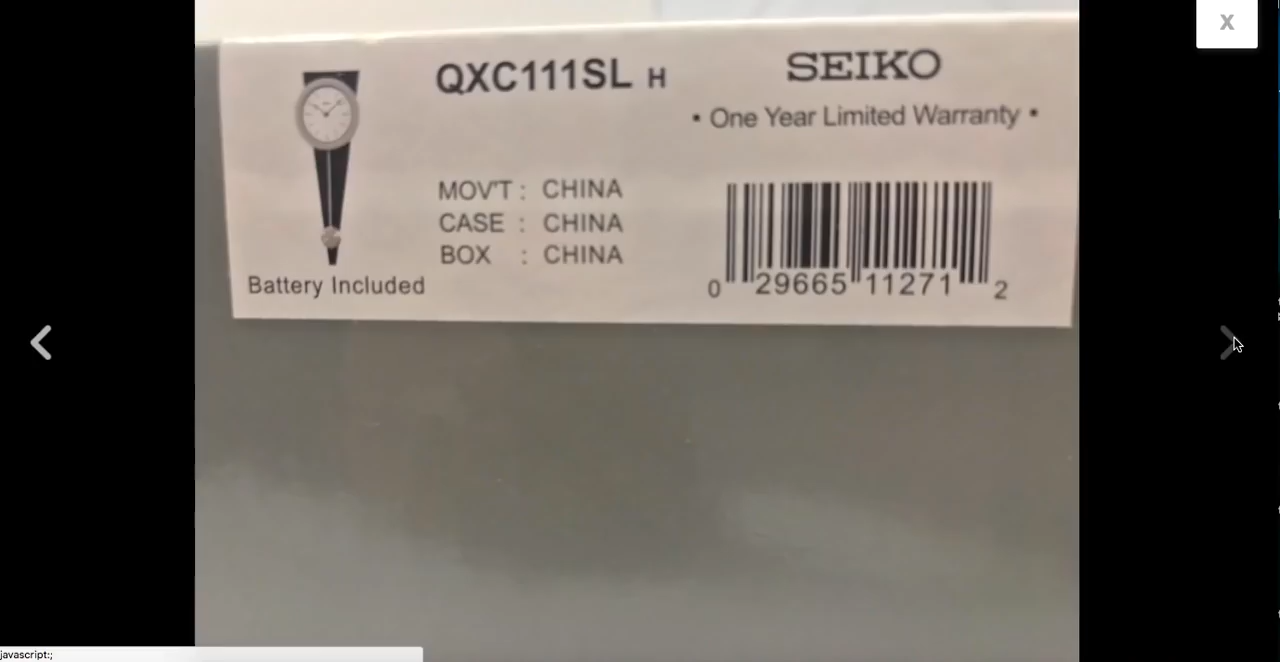 X
QXC111SL H
SEIKO
• One Year Limited Warranty •
MOV'T : CHINA
CASE : CHINA
BOX : CHINA
Battery Included
0 29665 11271 2
javascript:;